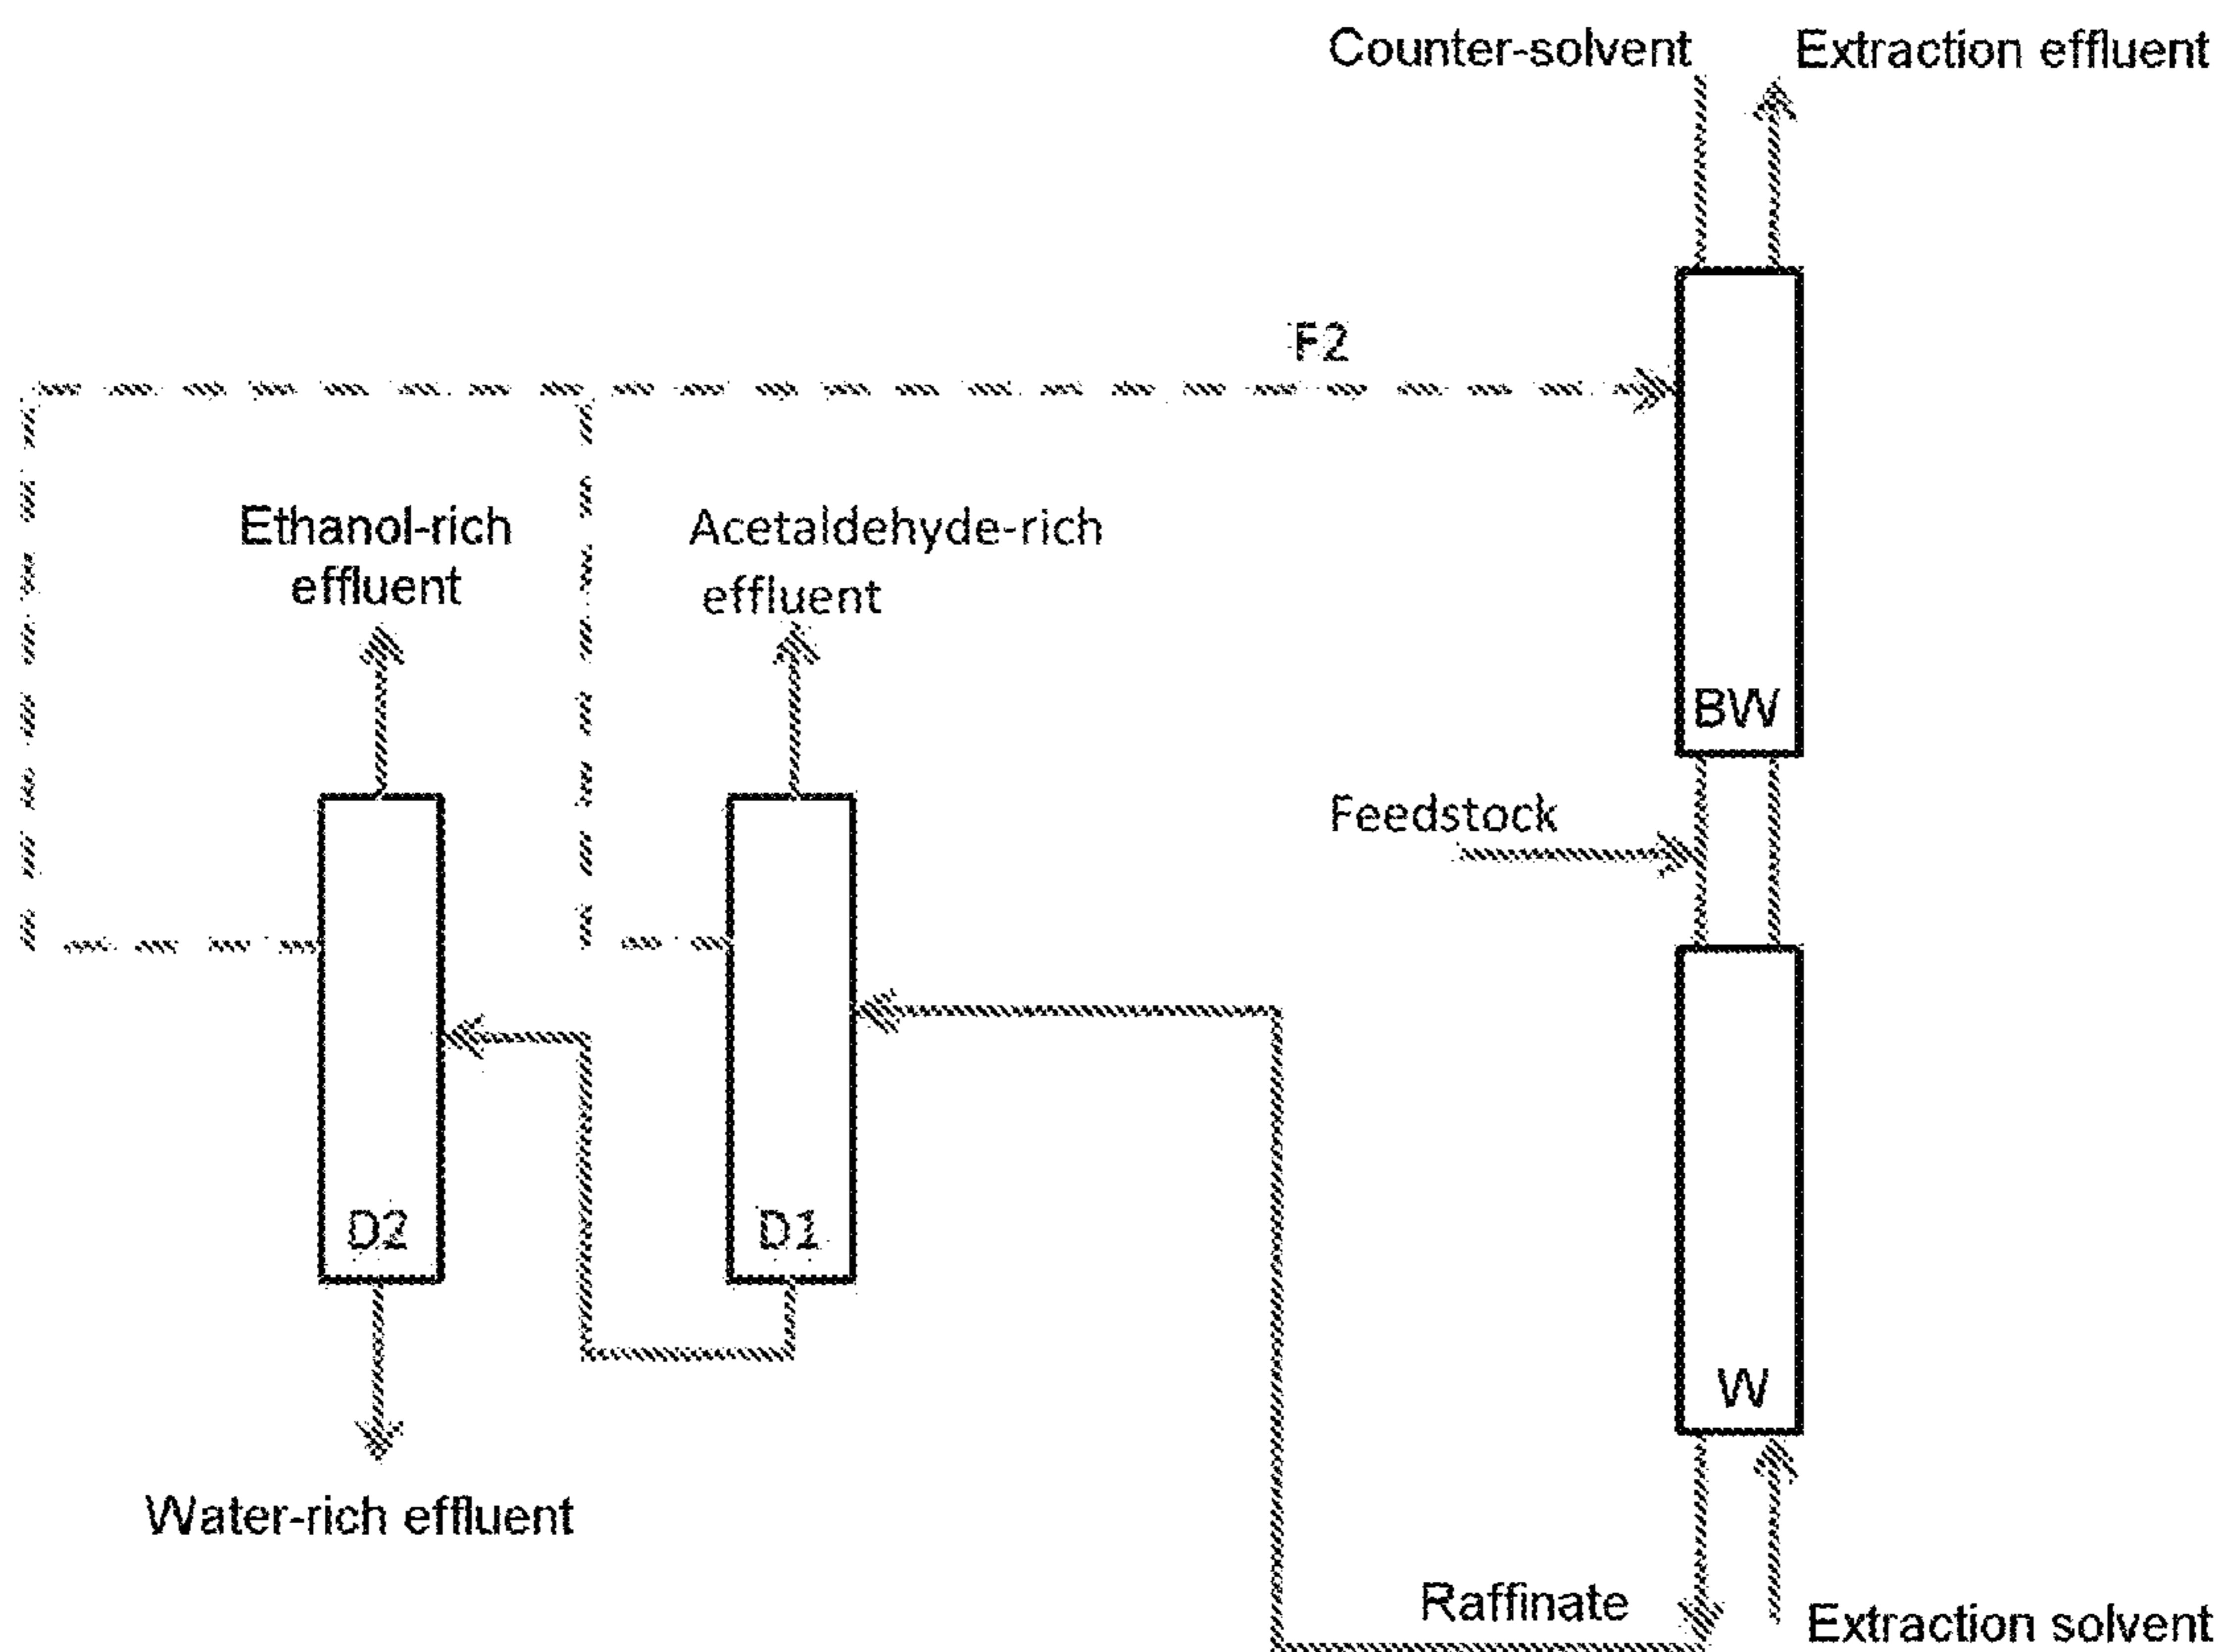 Counter-solvent
Extraction effluent
F2
Ethanol-rich
effluent
Acetaldehyde-rich
effluent
BW
Feedstock
D2
D1
W
Water-rich effluent
Raffinate
Extraction solvent